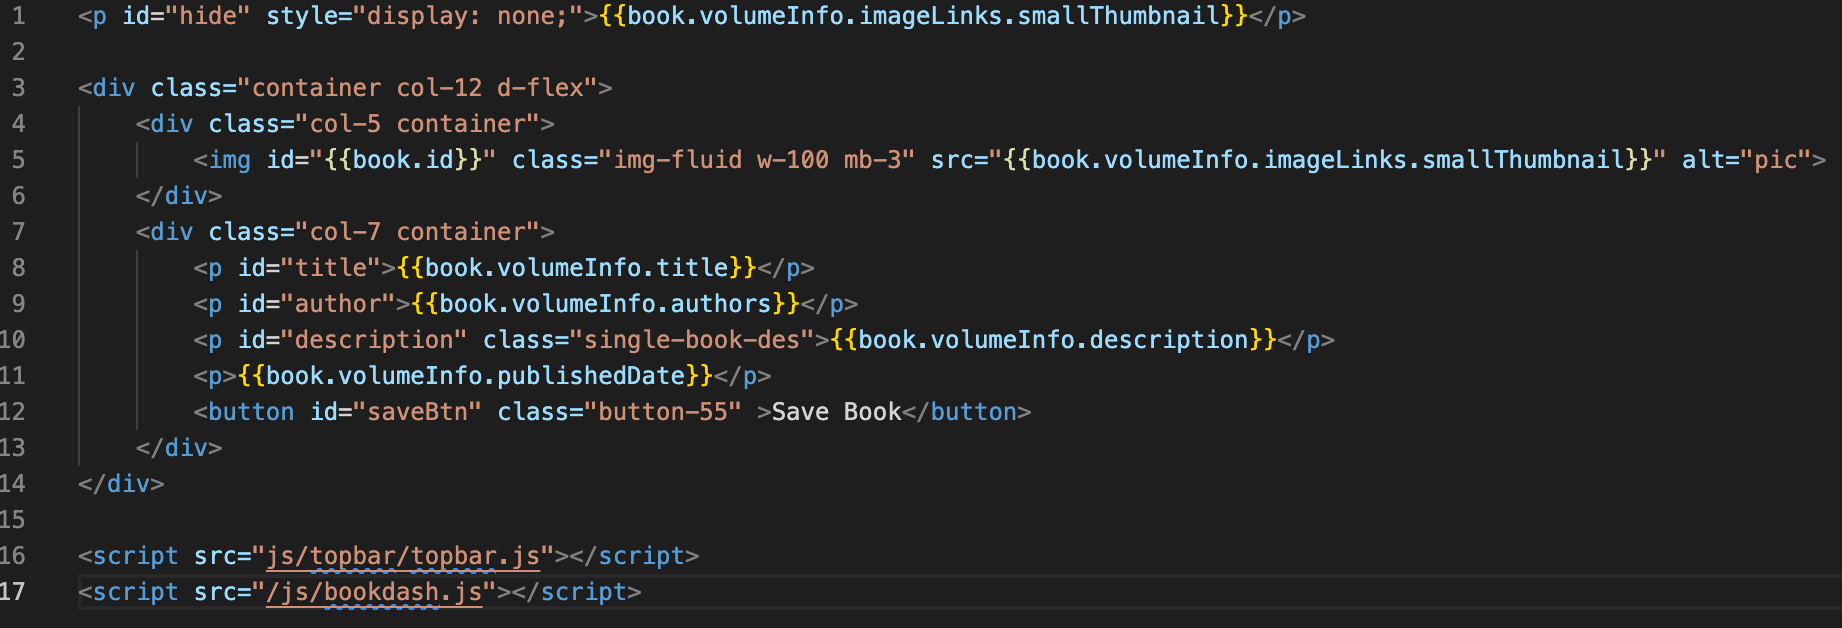 1 <p id="hide" style="display: none;">{{book.volumeInfo.imageLinks.smallThumbnail}}</p>
2
3 <div class="container col-12 d-flex">
4 <div class="col-5 container">
5 <img id="{{book.id}}" class="img-fluid w-100 mb-3" src="{{book.volumeInfo.imageLinks.smallThumbnail}}" alt="pic">
6 </div>
7 <div class="col-7 container">
8 <p id="title">{{book.volumeInfo.title}}</p>
9 <p id="author">{{book.volumeInfo.authors}}</p>
10 <p id="description" class="single-book-des">{{book.volumeInfo.description}}</p>
11 <p>{{book.volumeInfo.publishedDate}}</p>
12 <button id="saveBtn" class="button-55" >Save Book</button>
13 </div>
14 </div>
15
16 <script src="js/topbar/topbar.js"></script>
17 <script src="/js/bookdash.js"></script>